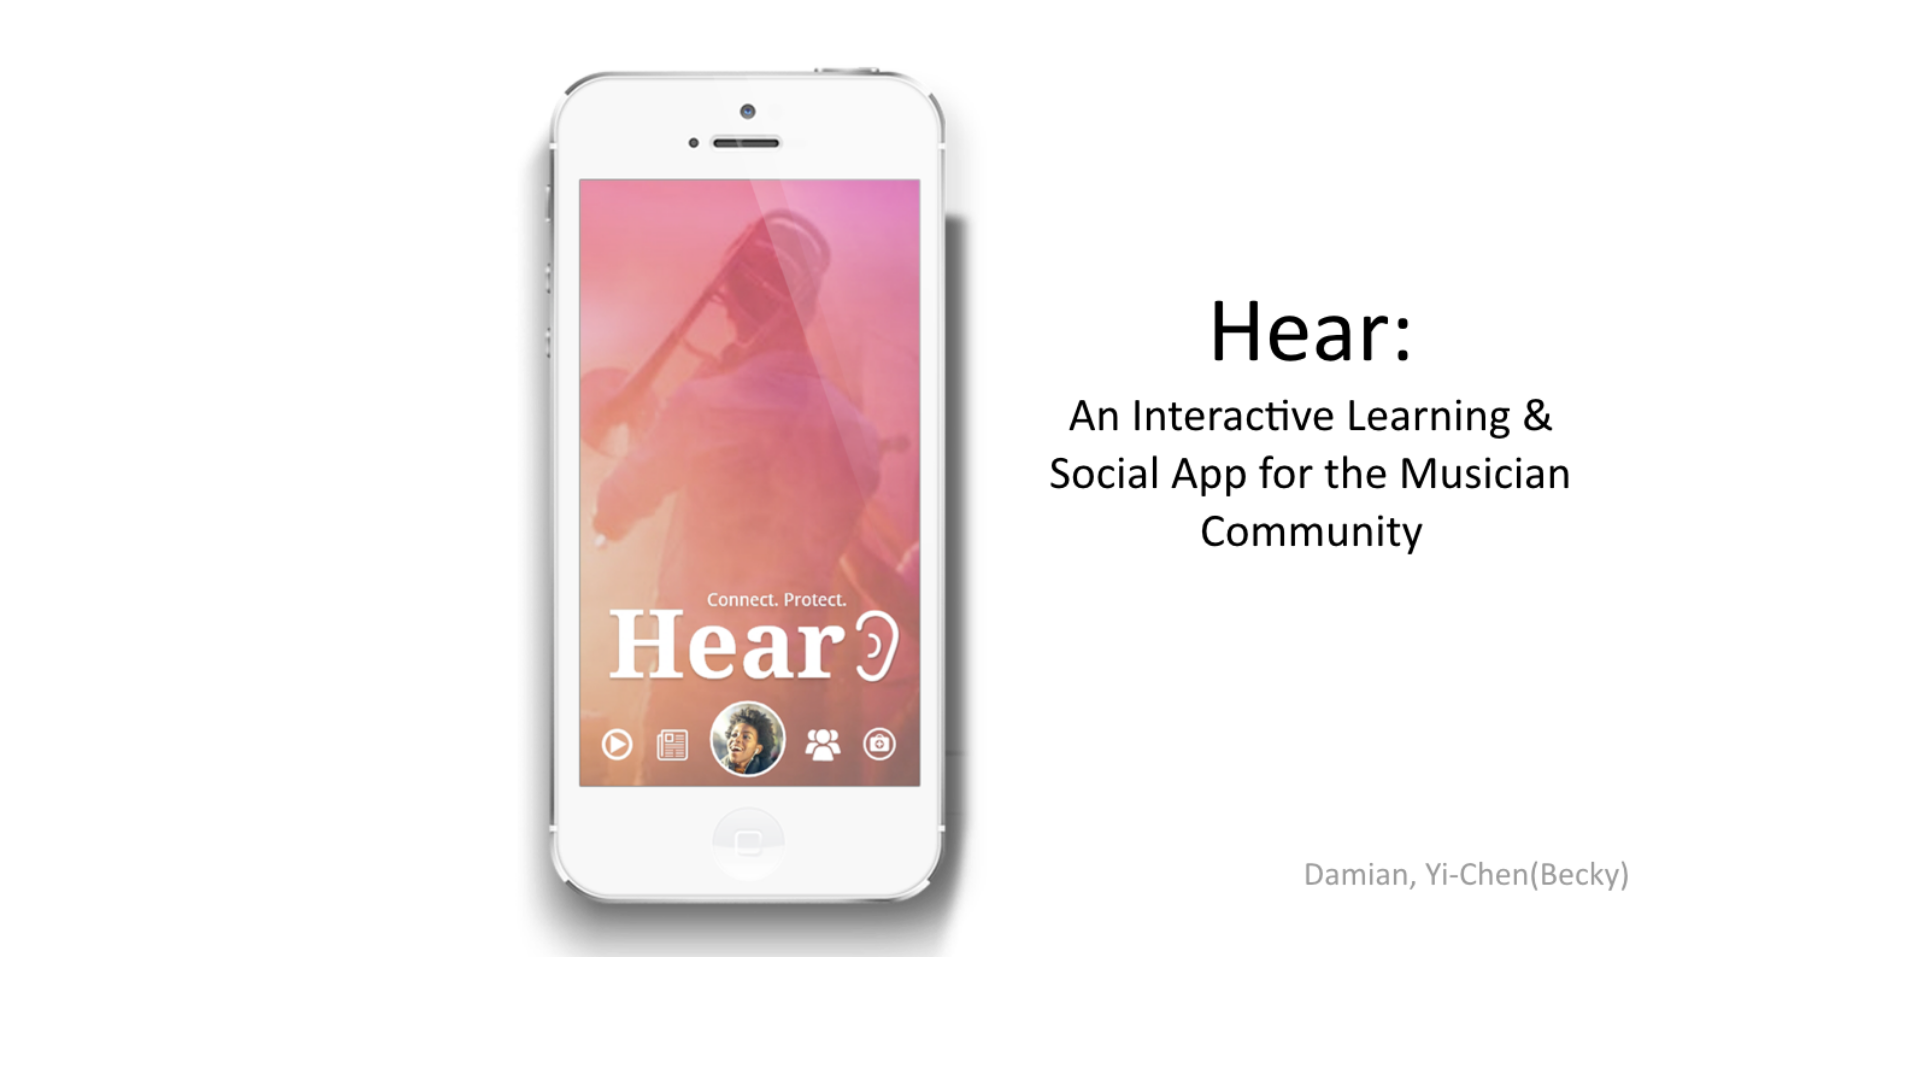 Connect. Protect.
Hear
Hear:
An Interactive Learning &
Social App for the Musician
Community
Damian, Yi-Chen(Becky)